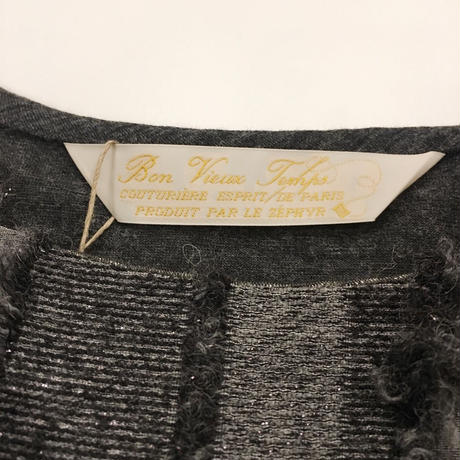 Bon Vieux Temps
COUTURIÈRE ESPRIT DE PARIS
PRODUIT PAR LE ZÉPHYR